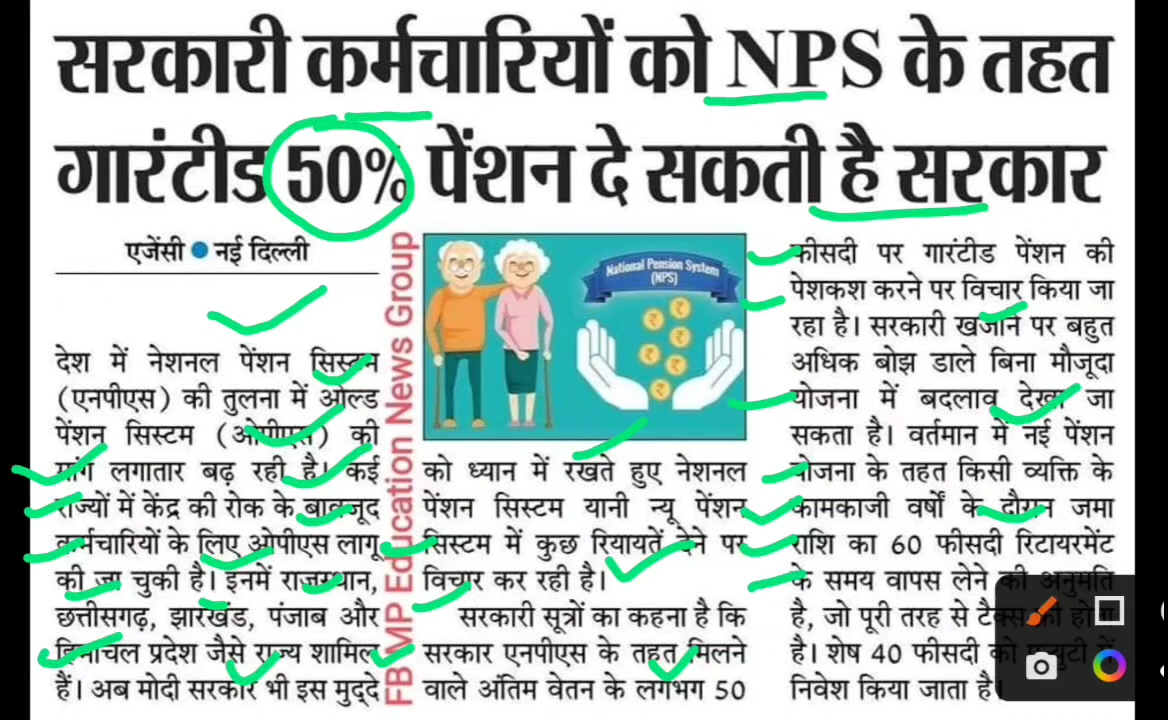 सरकारी कर्मचारियों को NPS के तहत
गारंटीड 50% पेंशन दे सकती है सरकार
एजेंसी ● नई दिल्ली
देश में नेशनल पेंशन सिस्टम
(एनपीएस) की तुलना में ओल्ड
पेंशन सिस्टम (ओपीएस) की
मांग लगातार बढ़ रही है। कई
राज्यों में केंद्र की रोक के बावजूद
कर्मचारियों के लिए ओपीएस लागू
की जा चुकी है। इनमें राजस्थान,
छत्तीसगढ़, झारखंड, पंजाब और
हिमाचल प्रदेश जैसे राज्य शामिल
हैं। अब मोदी सरकार भी इस मुद्दे
FB MP Education News Group
National Pension System
(NPS)
को ध्यान में रखते हुए नेशनल
पेंशन सिस्टम यानी न्यू पेंशन
सिस्टम में कुछ रियायतें देने पर
विचार कर रही है।
सरकारी सूत्रों का कहना है कि
सरकार एनपीएस के तहत मिलने
वाले अंतिम वेतन के लगभग 50
फीसदी पर गारंटीड पेंशन की
पेशकश करने पर विचार किया जा
रहा है। सरकारी खजाने पर बहुत
अधिक बोझ डाले बिना मौजूदा
योजना में बदलाव देखा जा
सकता है। वर्तमान में नई पेंशन
योजना के तहत किसी व्यक्ति के
कामकाजी वर्षों के दौरान जमा
राशि का 60 फीसदी रिटायरमेंट
के समय वापस लेने की अनुमति
है, जो पूरी तरह से टैक्स फ्री होता
है। शेष 40 फीसदी को एन्युटी में
निवेश किया जाता है।